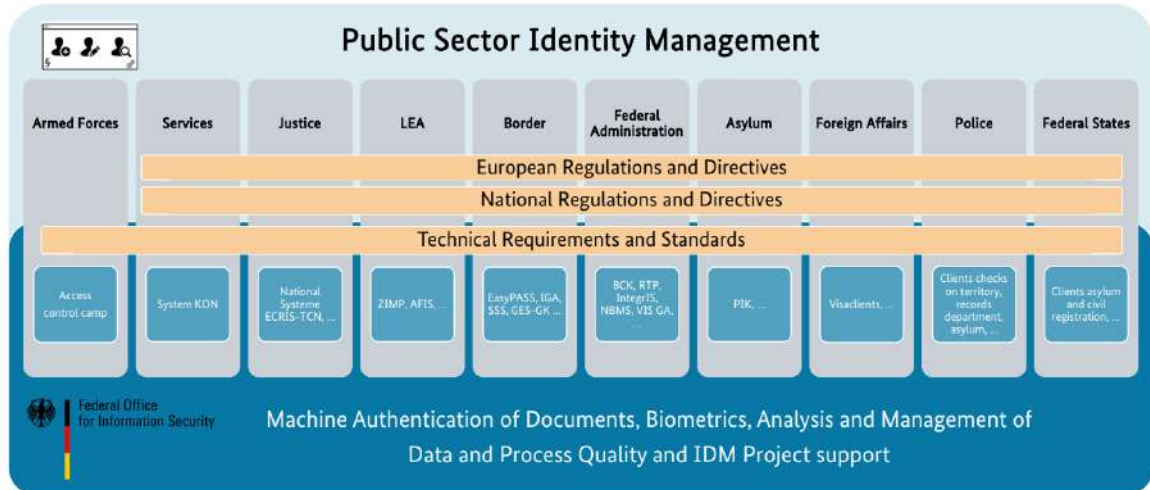 Public Sector Identity Management
Armed Forces
Services
Justice
LEA
Border
Federal
Administration
Asylum
Foreign Affairs
Police
Federal States
European Regulations and Directives
National Regulations and Directives
Technical Requirements and Standards
Access
control camp
System KON
National
Systeme
ECRIS-TCN, ...
ZIMP, AFIS, ...
EasyPASS, IGA,
SSS, GES-GK ...
BCK, RTP,
IntegrIS,
NBMS, VIS GA,
...
PIK, ...
Visaclients, ...
Clients checks
on territory,
records
department,
asylum, ...
Clients asylum
and civil
registration, ...
Federal Office
for Information Security
Machine Authentication of Documents, Biometrics, Analysis and Management of
Data and Process Quality and IDM Project support